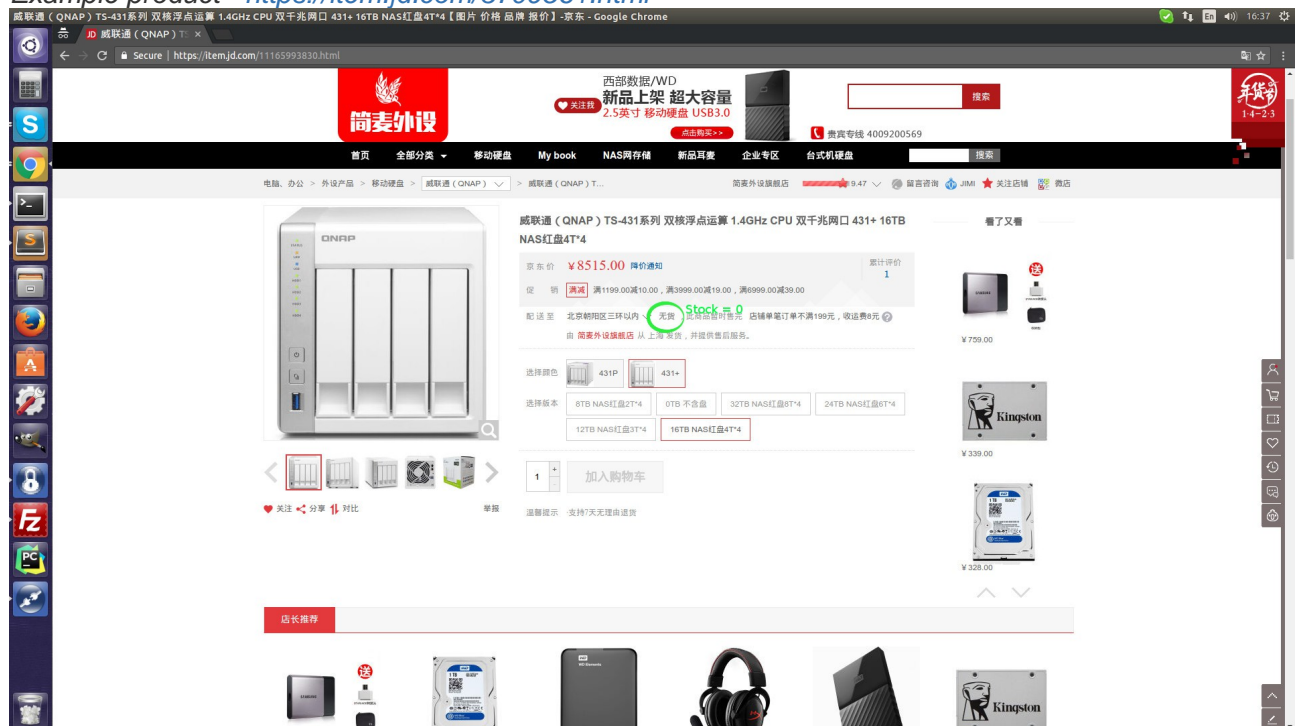 威联通 ( QNAP ) TS-431系列 双核浮点运算 1.4GHz CPU 双千兆网口 431+ 16TB NAS红盘4T*4【图片 价格 品牌 报价】-京东 - Google Chrome
En
16:37
JD 威联通 ( QNAP ) TS
Secure | https://item.jd.com/11165993830.html
简麦外设
关注我
西部数据/WD
新品上架 超大容量
2.5英寸 移动硬盘 USB3.0
点击购买>>
搜索
贵宾专线 4009200569
年货节
1·4-2·3
首页 全部分类 移动硬盘 My book NAS网存储 新品耳麦 企业专区 台式机硬盘 搜索
电脑、办公 > 外设产品 > 移动硬盘 > 威联通 ( QNAP ) > 威联通 ( QNAP ) T...
简麦外设旗舰店 9.47 留言咨询 JIMI 关注店铺 微店
QNAP
威联通 ( QNAP ) TS-431系列 双核浮点运算 1.4GHz CPU 双千兆网口 431+ 16TB
NAS红盘4T*4
京东价 ¥8515.00 降价通知
累计评价
1
促 销 满减 满1199.00减10.00 , 满3999.00减19.00 , 满6999.00减39.00
Stock = 0
配送至 北京朝阳区三环以内 无货 , 此商品暂时售完 店铺单笔订单不满199元 , 收运费8元
由 简麦外设旗舰店 从 上海 发货 , 并提供售后服务。
选择颜色 431P 431+
选择版本 8TB NAS红盘2T*4 0TB 不含盘 32TB NAS红盘8T*4 24TB NAS红盘6T*4
12TB NAS红盘3T*4 16TB NAS红盘4T*4
1 + 加入购物车
温馨提示 ·支持7天无理由退货
关注 分享 对比 举报
看了又看
送
¥759.00
Kingston
¥339.00
¥328.00
店长推荐
送
WD Elements
Kingston